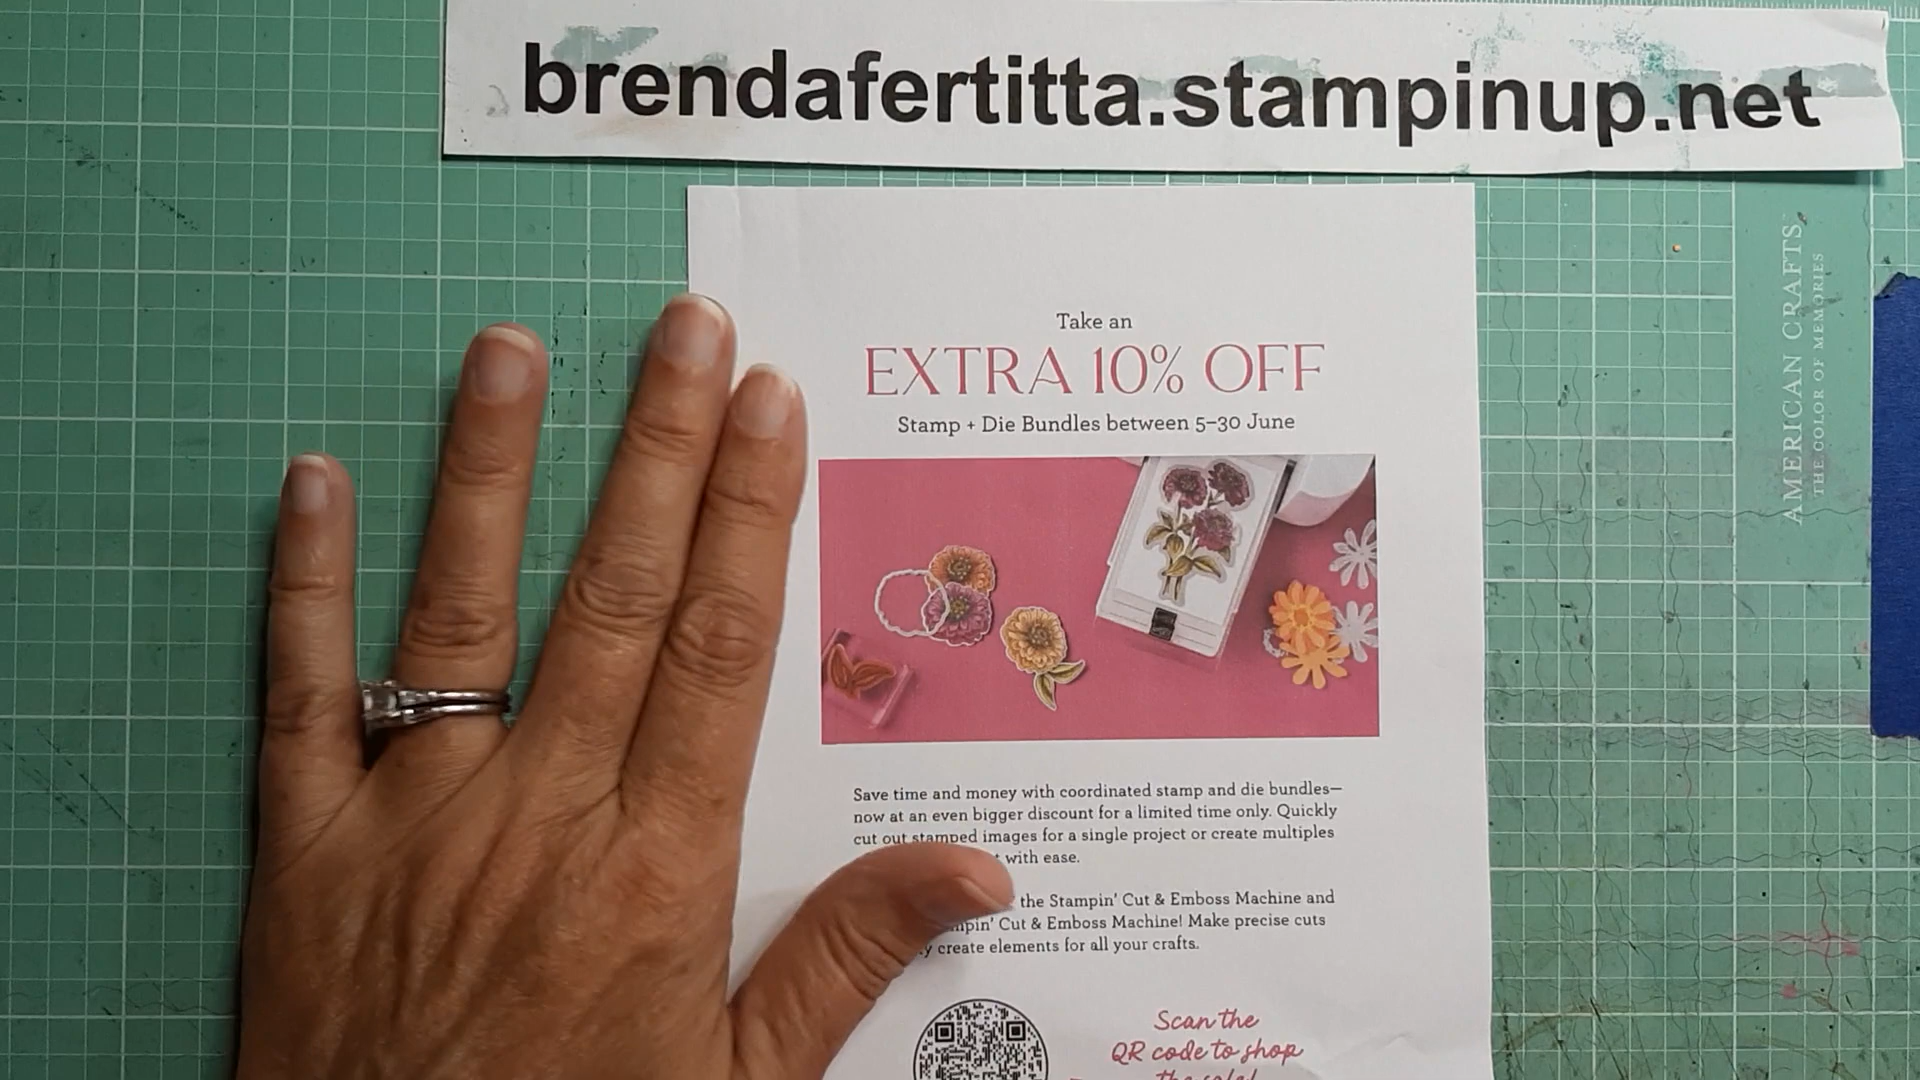 brendafertitta.stampinup.net
Take an
EXTRA 10% OFF
Stamp + Die Bundles between 5–30 June
Save time and money with coordinated stamp and die bundles—
now at an even bigger discount for a limited time only. Quickly
cut out stamped images for a single project or create multiples
with ease.
the Stampin' Cut & Emboss Machine and
Cut & Emboss Machine! Make precise cuts
create elements for all your crafts.
Scan the
QR code to shop
the sale!
AMERICAN CRAFTS
THE COLOR OF MEMORIES